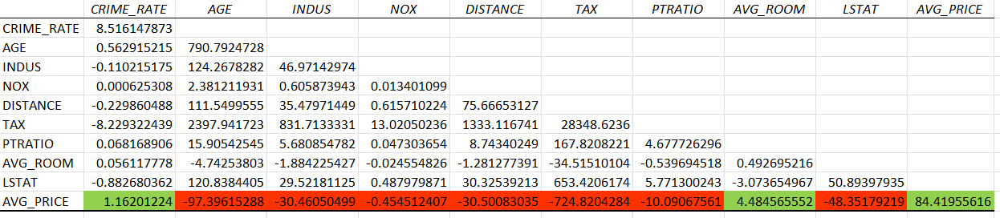 CRIME_RATE AGE INDUS NOX DISTANCE TAX PTRATIO AVG_ROOM LSTAT AVG_PRICE
CRIME_RATE 8.516147873
AGE 0.562915215 790.7924728
INDUS -0.110215175 124.2678282 46.97142974
NOX 0.000625308 2.381211931 0.605873943 0.013401099
DISTANCE -0.229860488 111.5499555 35.47971449 0.615710224 75.66653127
TAX -8.229322439 2397.941723 831.7133331 13.02050236 1333.116741 28348.6236
PTRATIO 0.068168906 15.90542545 5.680854782 0.047303654 8.74340249 167.8208221 4.677726296
AVG_ROOM 0.056117778 -4.74253803 -1.884225427 -0.024554826 -1.281277391 -34.51510104 -0.539694518 0.492695216
LSTAT -0.882680362 120.8384405 29.52181125 0.487979871 30.32539213 653.4206174 5.771300243 -3.073654967 50.89397935
AVG_PRICE 1.16201224 -97.39615288 -30.46050499 -0.454512407 -30.50083035 -724.8204284 -10.09067561 4.484565552 -48.35179219 84.41955616